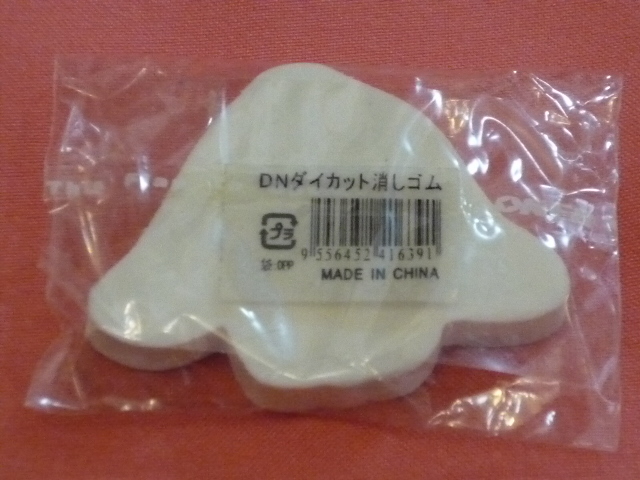 DNダイカット消しゴム
プラ
袋:OPP
9 556452 416391
MADE IN CHINA